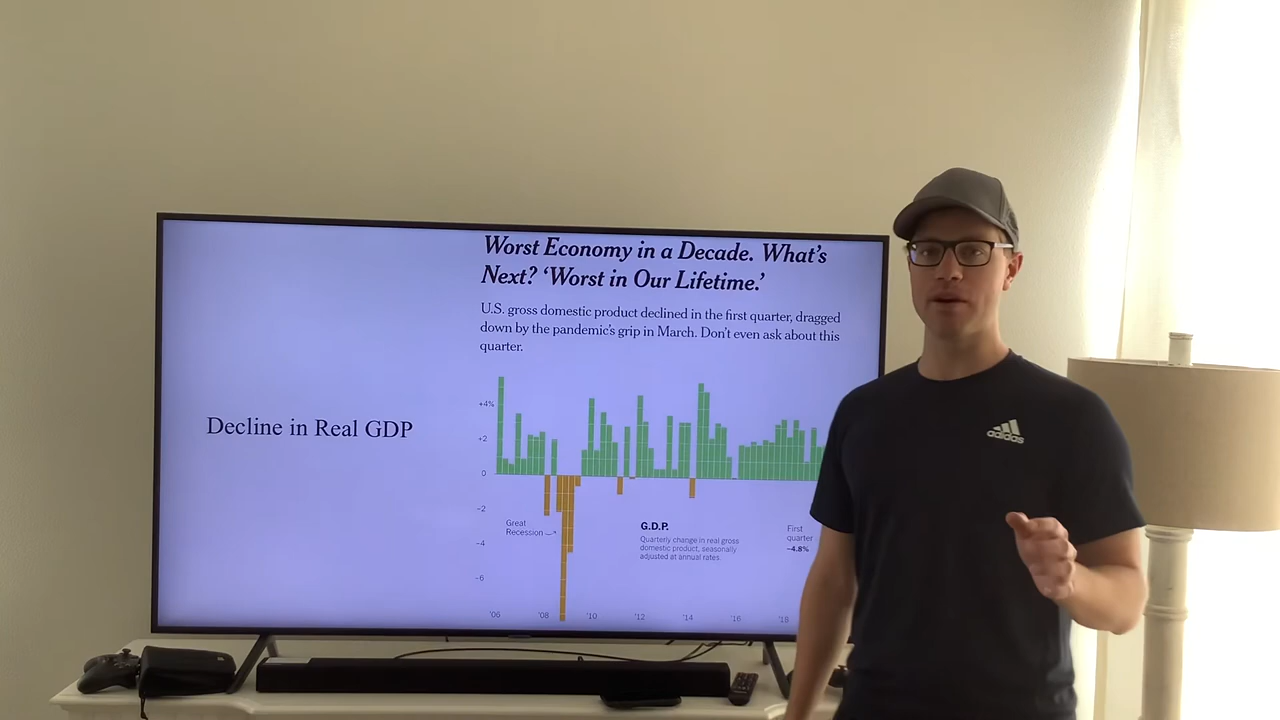 Worst Economy in a Decade. What's
Next? ‘Worst in Our Lifetime.’
U.S. gross domestic product declined in the first quarter, dragged
down by the pandemic's grip in March. Don't even ask about this
quarter.
Decline in Real GDP
+4%
+2
0
−2
−4
−6
Great
Recession
G.D.P.
Quarterly change in real gross
domestic product, seasonally
adjusted at annual rates.
First
quarter
−4.8%
'06 '08 '10 '12 '14 '16 '18
adidas